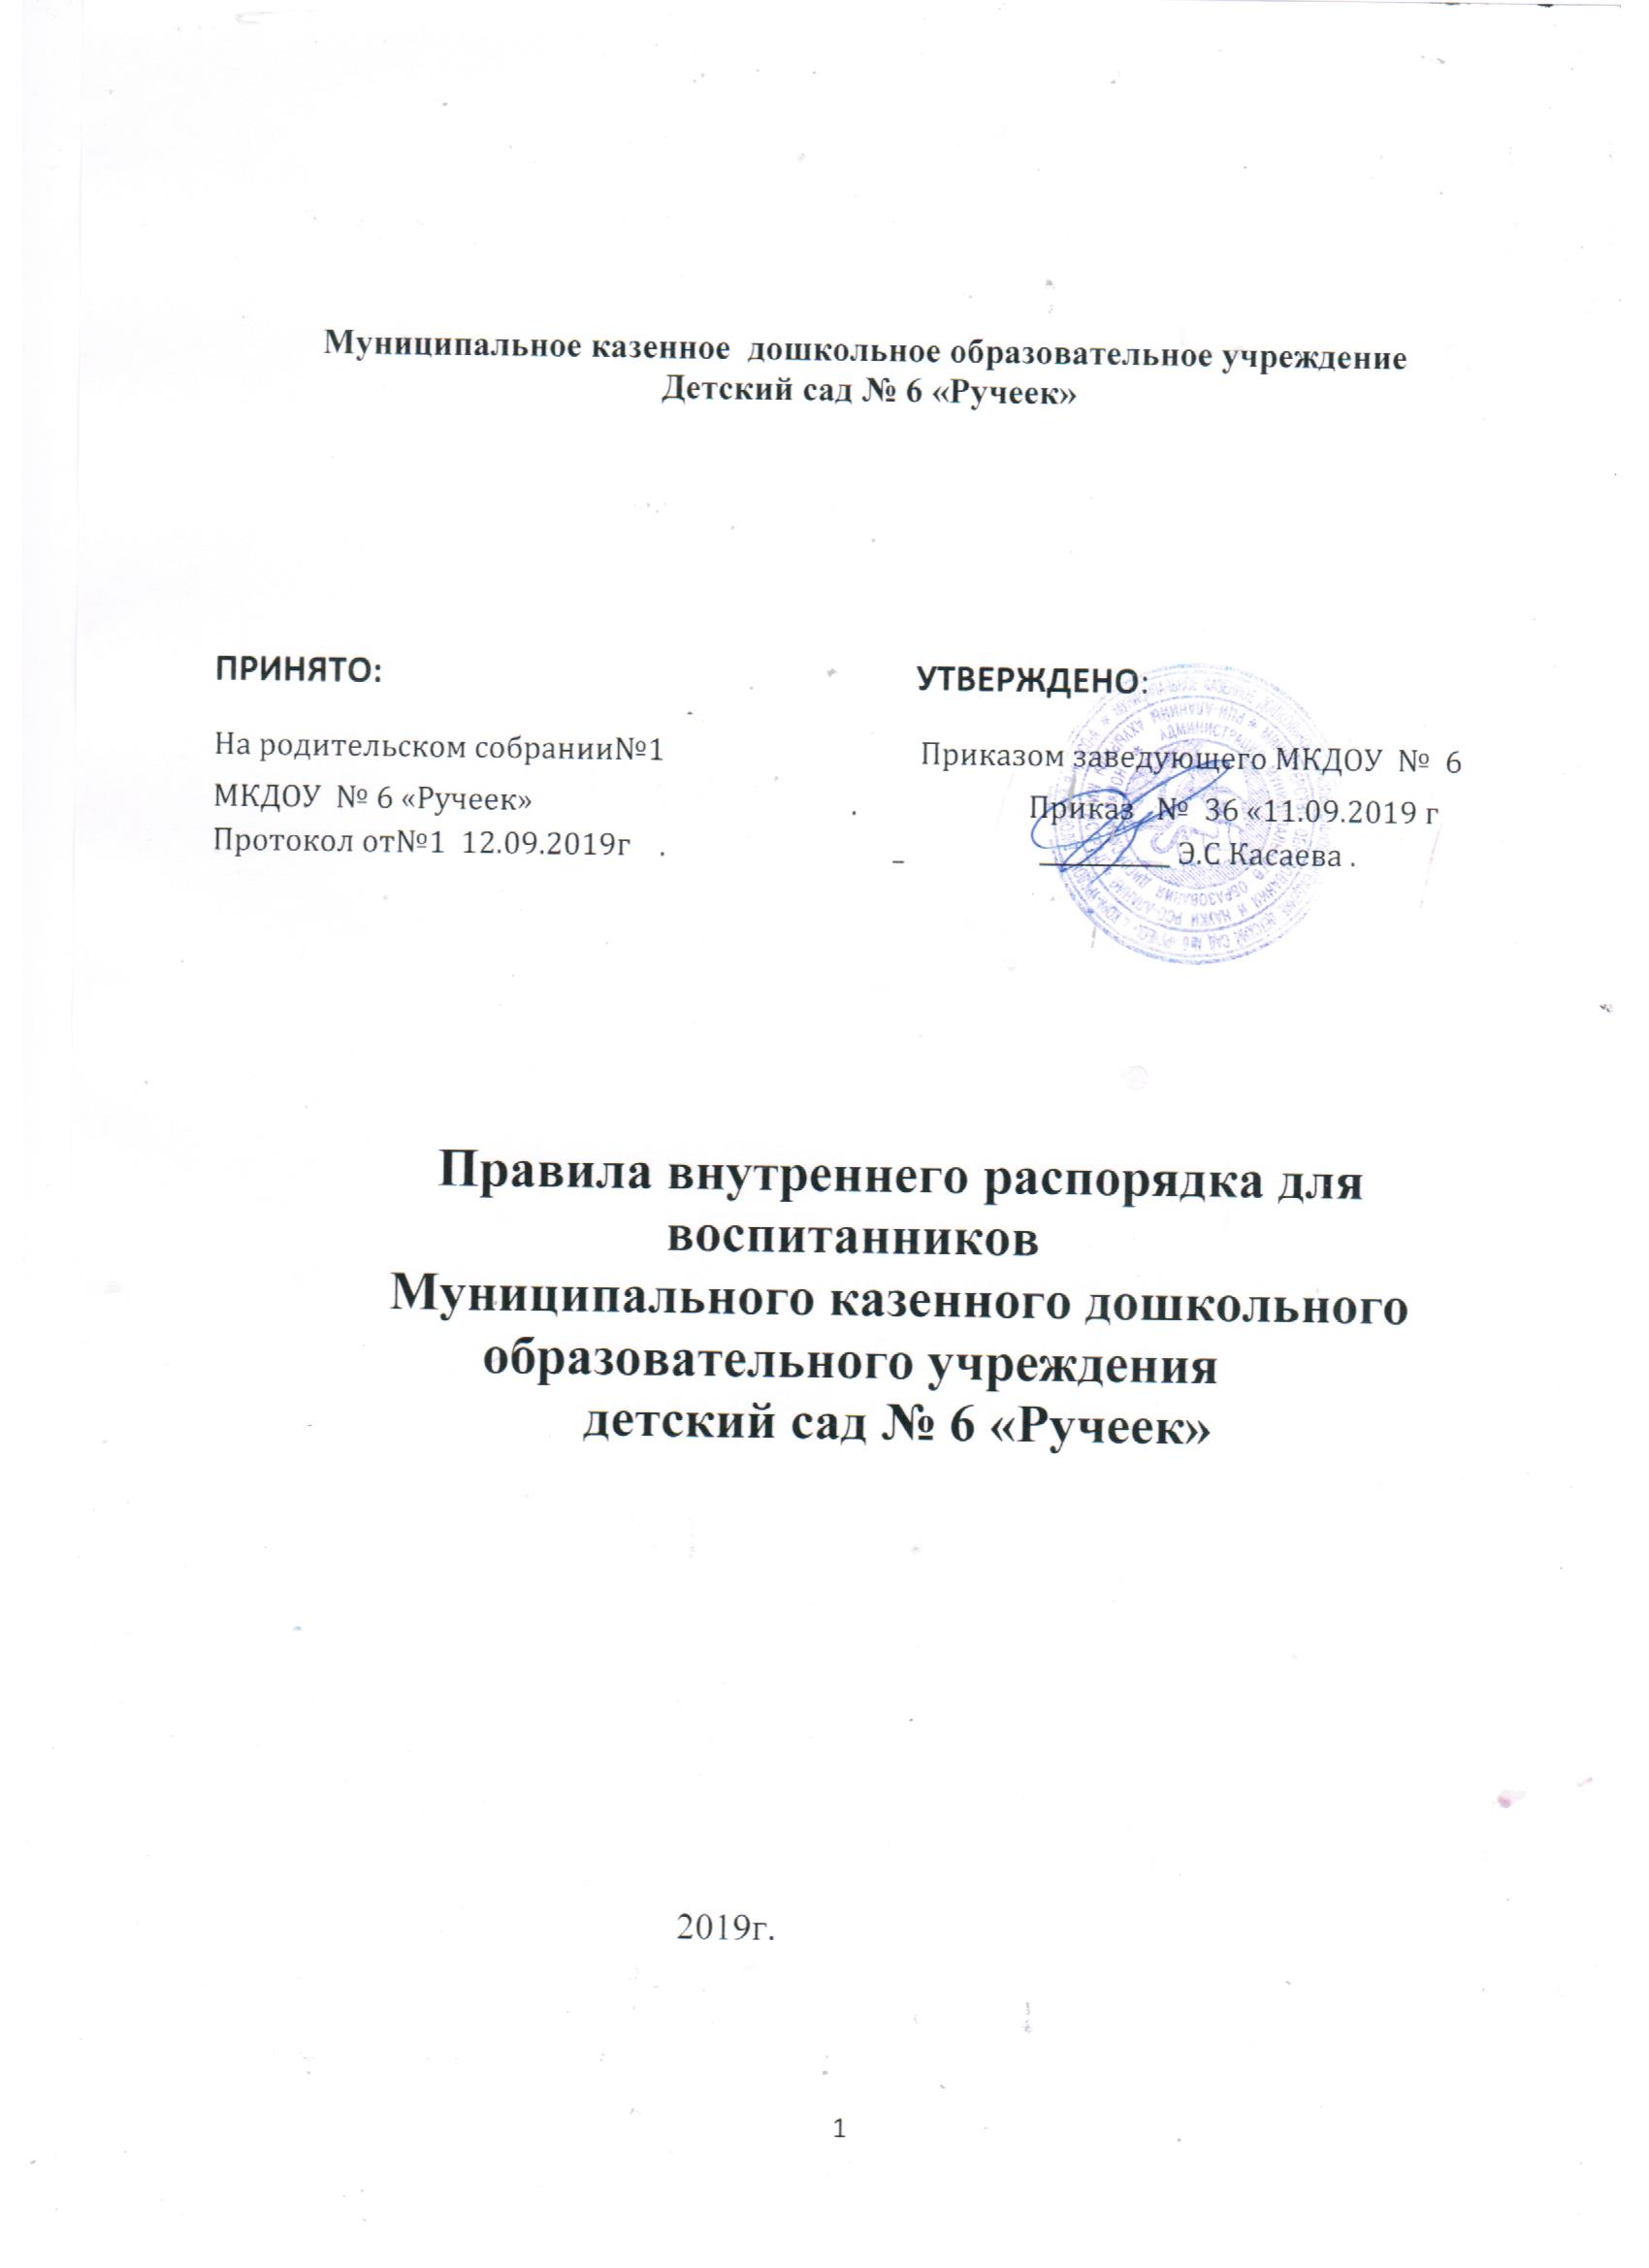 Муниципальное казенное дошкольное образовательное учреждение
Детский сад № 6 «Ручеек»
ПРИНЯТО:
На родительском собрании№1
МКДОУ № 6 «Ручеек»
Протокол от№1 12.09.2019г .
УТВЕРЖДЕНО:
Приказом заведующего МКДОУ № 6
Приказ № 36 «11.09.2019 г
_________ Э.С Касаева .
Правила внутреннего распорядка для
воспитанников
Муниципального казенного дошкольного
образовательного учреждения
детский сад № 6 «Ручеек»
2019г.
1